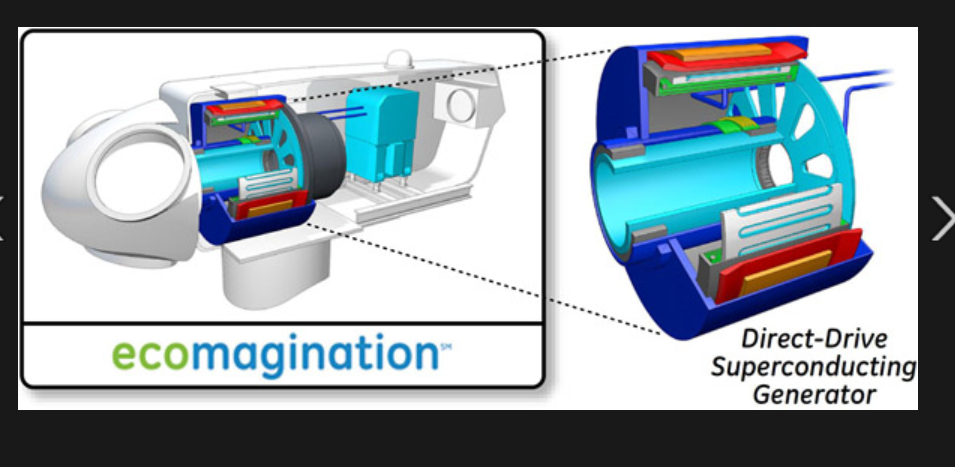 ecomagination℠
Direct-Drive
Superconducting
Generator